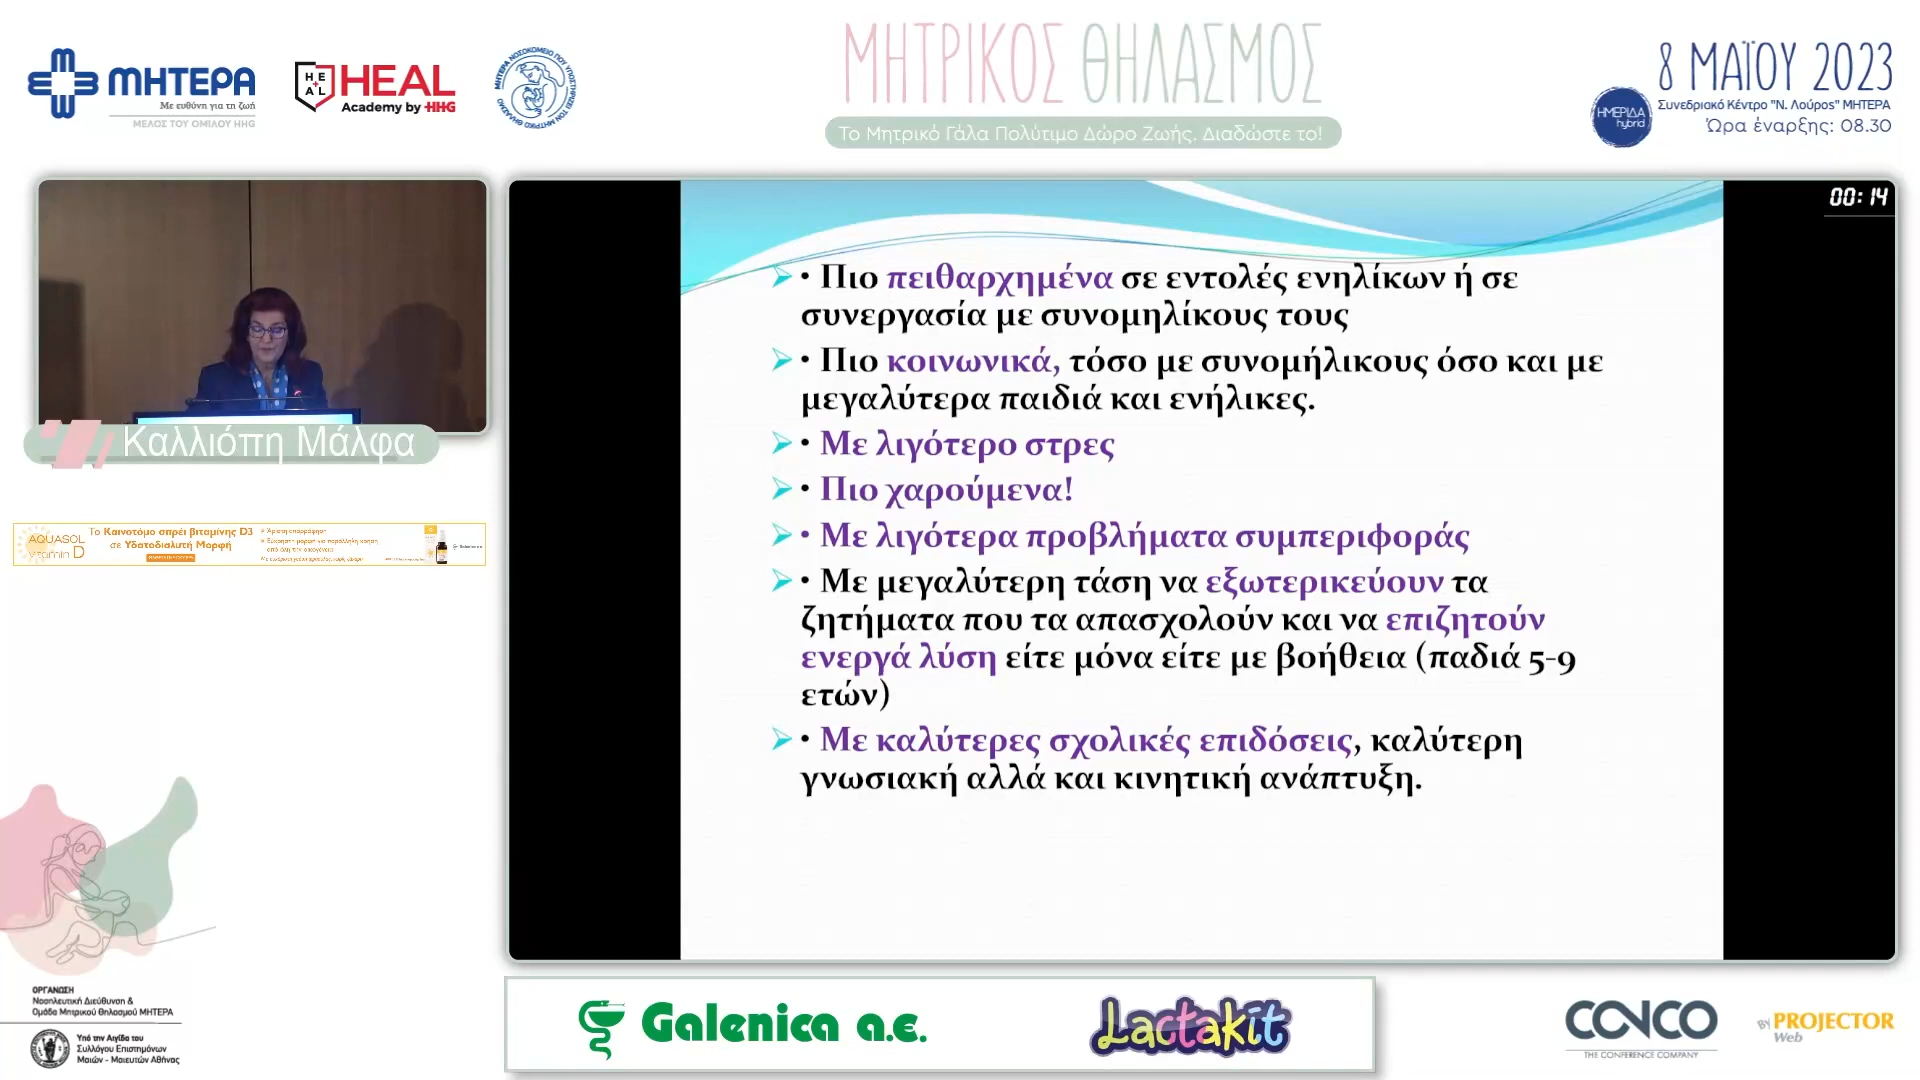 ΜΗΤΕΡΑ
Με ευθύνη για τη ζωή
ΜΕΛΟΣ ΤΟΥ ΟΜΙΛΟΥ HHG
HEAL
HEAL
Academy by HHG
ΜΗΤΡΙΚΟΣ ΘΗΛΑΣΜΟΣ
Το Μητρικό Γάλα Πολύτιμο Δώρο Ζωής, Διαδώστε το!
8 ΜΑΪΟΥ 2023
Συνεδριακό Κέντρο "Ν. Λούρος" ΜΗΤΕΡΑ
Ώρα έναρξης: 08.30
ΗΜΕΡΙΔΑ
hybrid
00:14
• Πιο πειθαρχημένα σε εντολές ενηλίκων ή σε
συνεργασία με συνομηλίκους τους
• Πιο κοινωνικά, τόσο με συνομήλικους όσο και με
μεγαλύτερα παιδιά και ενήλικες.
• Με λιγότερο στρες
• Πιο χαρούμενα!
• Με λιγότερα προβλήματα συμπεριφοράς
• Με μεγαλύτερη τάση να εξωτερικεύουν τα
ζητήματα που τα απασχολούν και να επιζητούν
ενεργά λύση είτε μόνα είτε με βοήθεια (παδιά 5-9
ετών)
• Με καλύτερες σχολικές επιδόσεις, καλύτερη
γνωσιακή αλλά και κινητική ανάπτυξη.
Καλλιόπη Μάλφα
AQUASOL
vitamin D
Το Καινοτόμο σπρέι βιταμίνης D3
σε Υδατοδιαλυτή Μορφή
ΟΡΓΑΝΩΣΗ
Νοσηλευτική Διεύθυνση &
Ομάδα Μητρικού Θηλασμού ΜΗΤΕΡΑ
Υπό την Αιγίδα του
Συλλόγου Επιστημόνων
Μαιών - Μαιευτών Αθήνας
Galenica α.ε.
Lactakit
CONCO
THE CONFERENCE COMPANY
BY PROJECTOR
Web